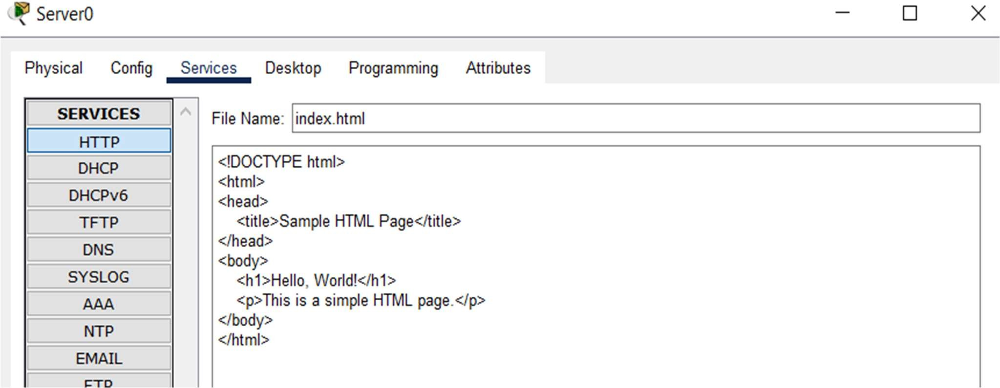 Server0
Physical Config Services Desktop Programming Attributes
SERVICES
HTTP
DHCP
DHCPv6
TFTP
DNS
SYSLOG
AAA
NTP
EMAIL
FTP
File Name: index.html
<!DOCTYPE html>
<html>
<head>
    <title>Sample HTML Page</title>
</head>
<body>
    <h1>Hello, World!</h1>
    <p>This is a simple HTML page.</p>
</body>
</html>